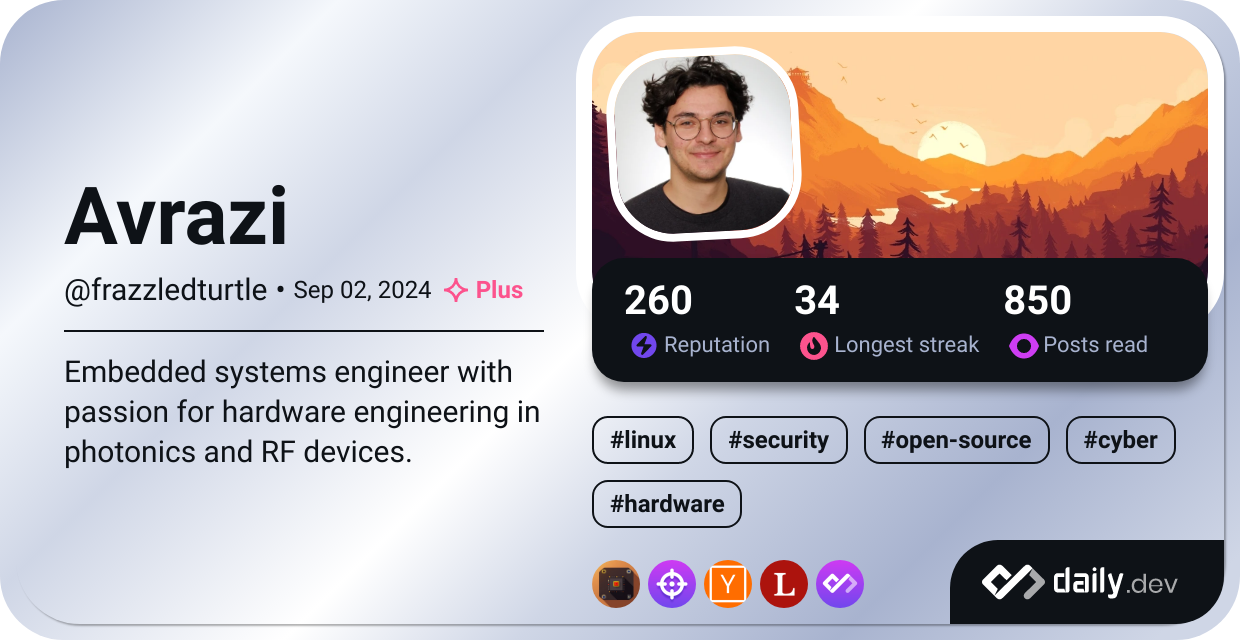 Avrazi
@frazzledturtle • Sep 02, 2024 Plus
Embedded systems engineer with
passion for hardware engineering in
photonics and RF devices.
260 34 850
Reputation Longest streak Posts read
#linux #security #open-source #cyber
#hardware
Y L
daily.dev